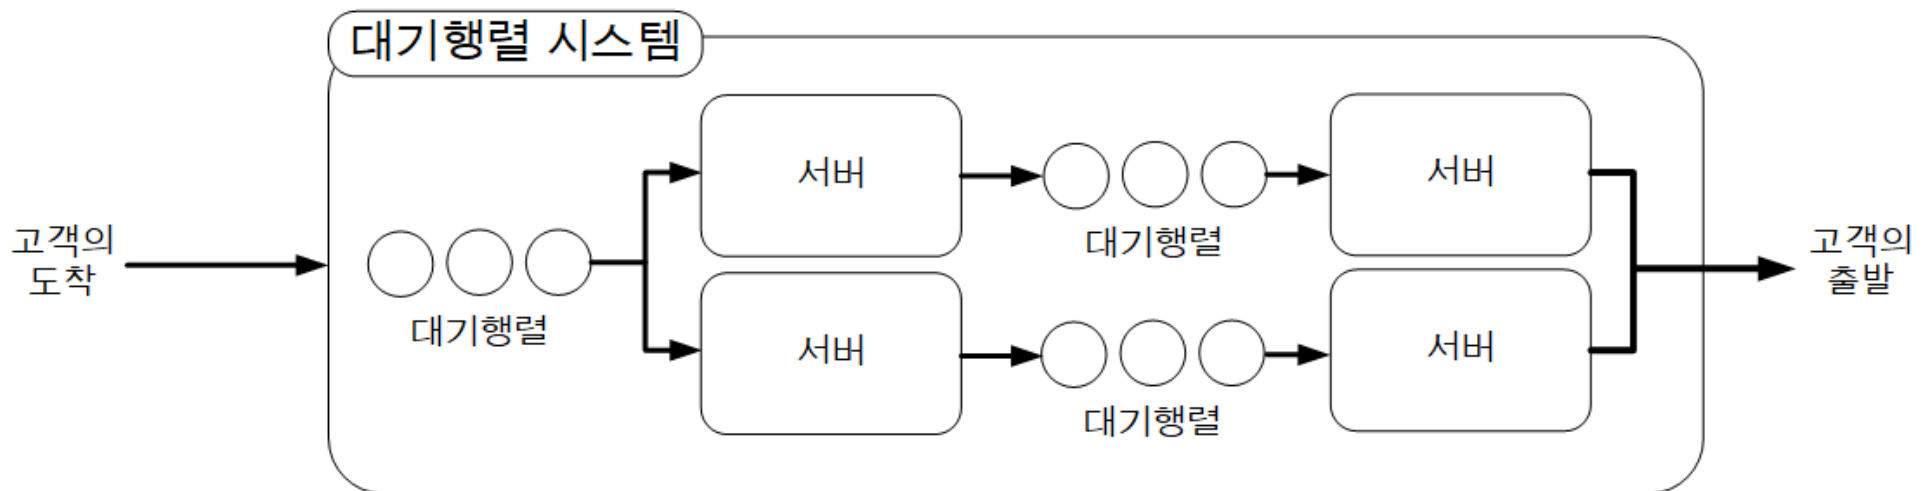 대기행렬 시스템
고객의
도착
대기행렬
서버
서버
대기행렬
대기행렬
서버
서버
고객의
출발